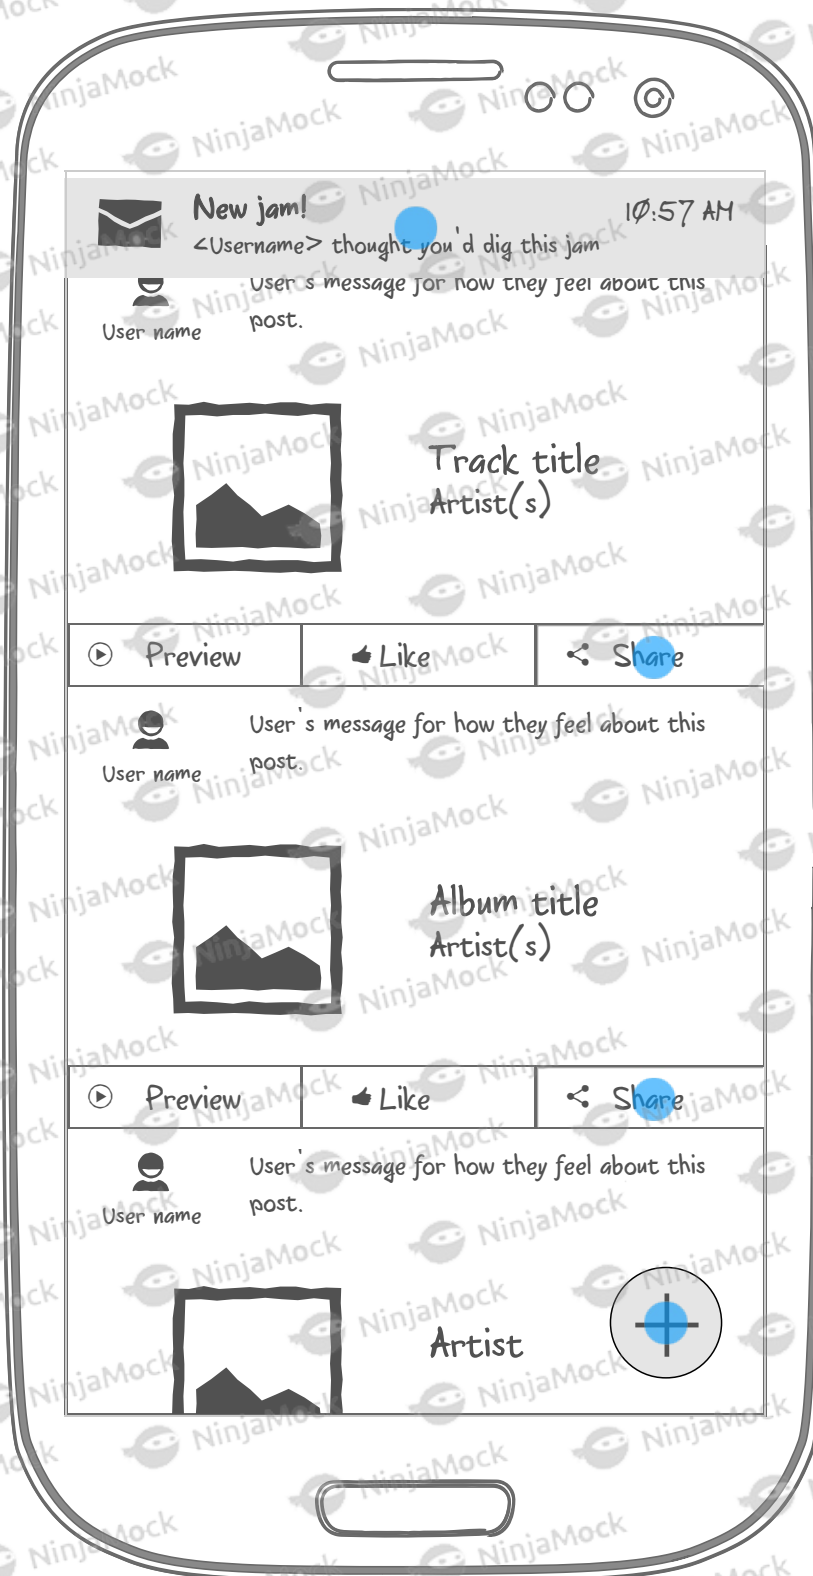 New jam!
10:57 AM
<Username> thought you'd dig this jam
User's message for how they feel about this
post.
User name
Track title
Artist(s)
Preview
Like
Share
User's message for how they feel about this
post.
User name
Album title
Artist(s)
Preview
Like
Share
User's message for how they feel about this
post.
User name
Artist
NinjaMock